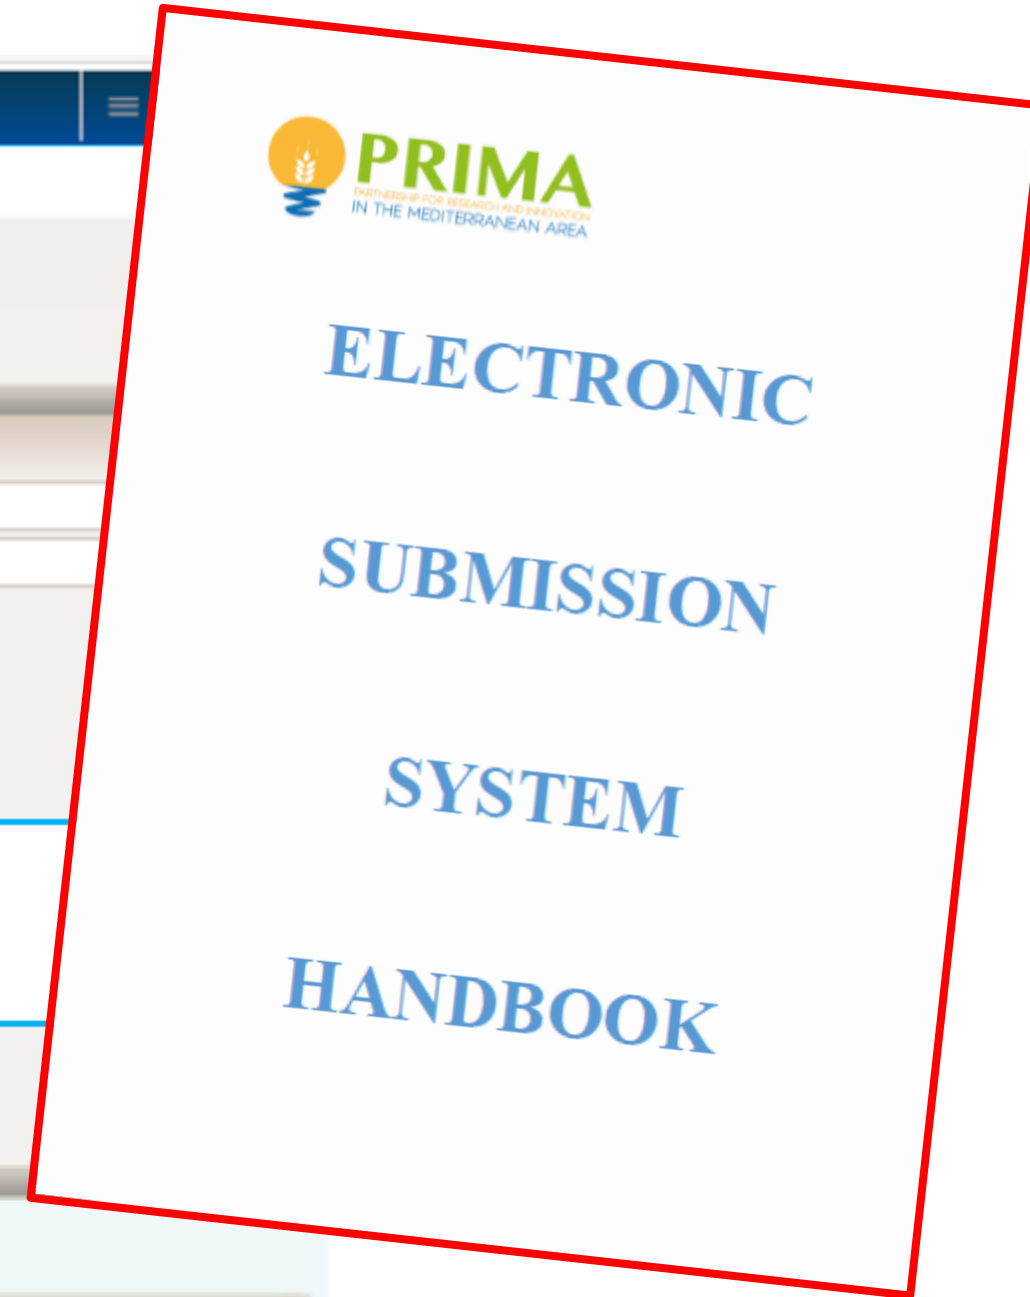 PRIMA
PARTNERSHIP FOR RESEARCH AND INNOVATION
IN THE MEDITERRANEAN AREA
ELECTRONIC
SUBMISSION
SYSTEM
HANDBOOK